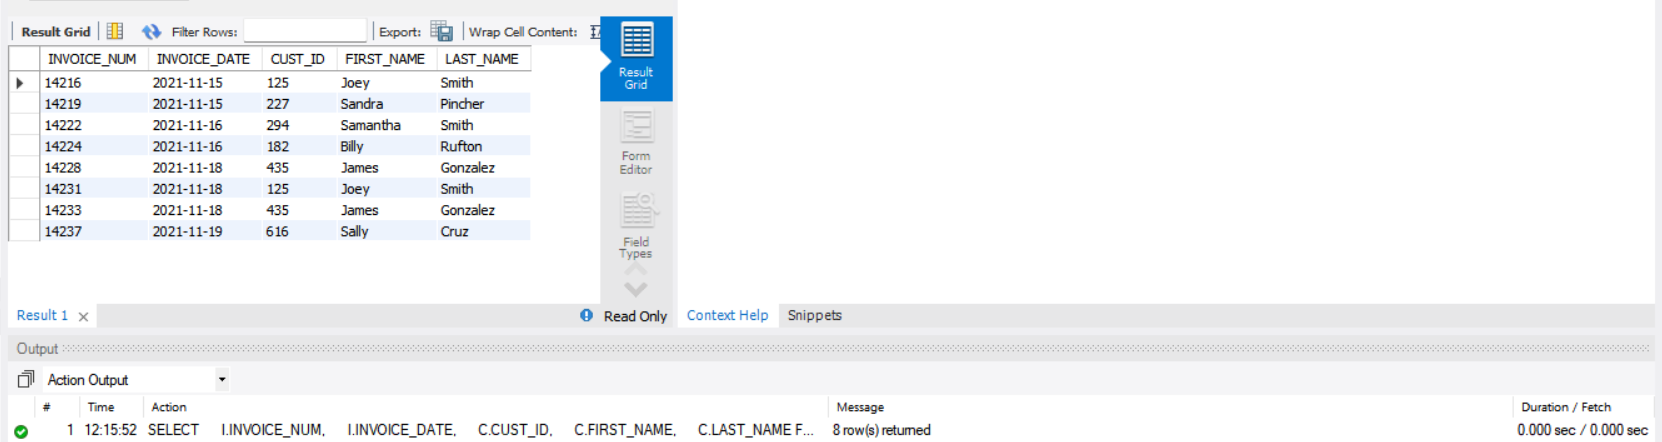 Result Grid Filter Rows: Export: Wrap Cell Content:
INVOICE_NUM INVOICE_DATE CUST_ID FIRST_NAME LAST_NAME
14216 2021-11-15 125 Joey Smith
14219 2021-11-15 227 Sandra Pincher
14222 2021-11-16 294 Samantha Smith
14224 2021-11-16 182 Billy Rufton
14228 2021-11-18 435 James Gonzalez
14231 2021-11-18 125 Joey Smith
14233 2021-11-18 435 James Gonzalez
14237 2021-11-19 616 Sally Cruz
Result
Grid
Form
Editor
Field
Types
Result 1 Read Only Context Help Snippets
Output
Action Output
# Time Action Message Duration / Fetch
1 12:15:52 SELECT I.INVOICE_NUM, I.INVOICE_DATE, C.CUST_ID, C.FIRST_NAME, C.LAST_NAME F... 8 row(s) returned 0.000 sec / 0.000 sec